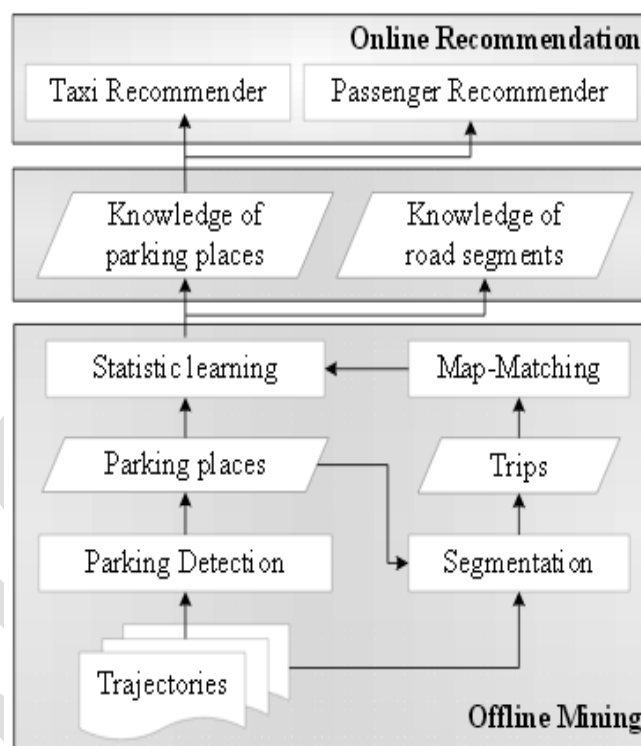 Online Recommendation
Taxi Recommender
Passenger Recommender
Knowledge of
parking places
Knowledge of
road segments
Statistic learning
Map-Matching
Parking places
Trips
Parking Detection
Segmentation
Trajectories
Offline Mining